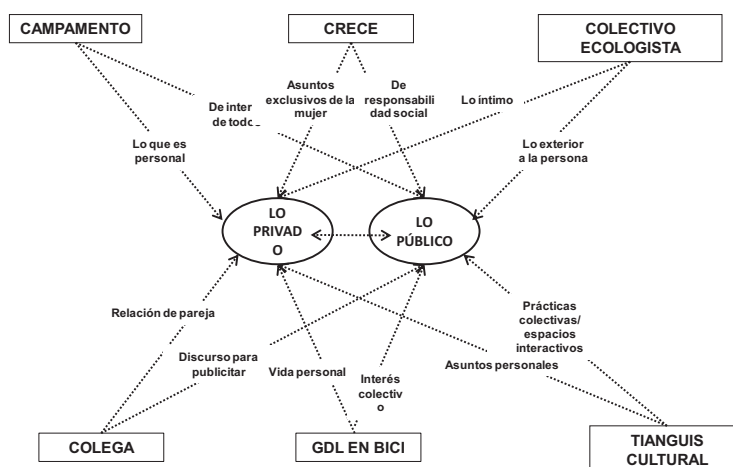 CAMPAMENTO
CRECE
COLECTIVO
ECOLOGISTA
De inter
de todo
Asuntos
exclusivos de la
mujer
De
responsabili
dad social
Lo íntimo
Lo que es
personal
Lo exterior
a la persona
LO
PRIVAD
O
LO
PÚBLICO
Relación de pareja
Discurso para
publicitar
Vida personal
Interés
colectiv
o
Prácticas
colectivas/
espacios
interactivos
Asuntos personales
COLEGA
GDL EN BICI
TIANGUIS
CULTURAL